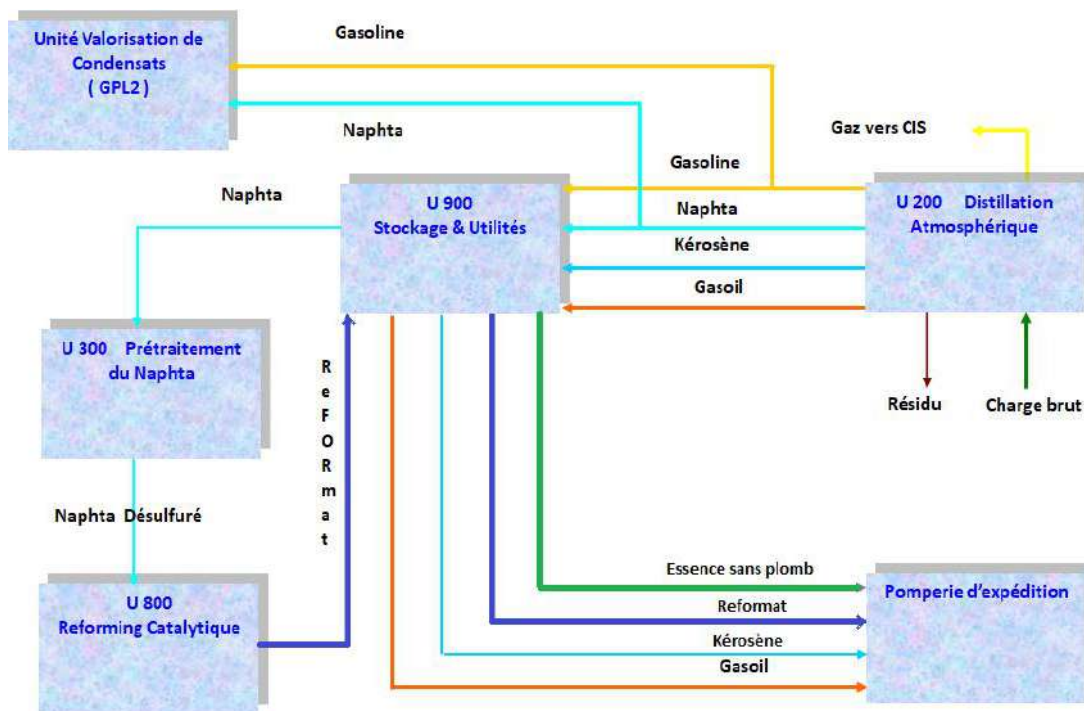 Unité Valorisation de
Condensats
( GPL2 )
Gasoline
Naphta
Gaz vers CIS
Gasoline
Naphta
Kérosène
Gasoil
U 200 Distillation
Atmosphérique
Naphta
U 900
Stockage & Utilités
U 300 Prétraitement
du Naphta
ReFORmat
Résidu
Charge brut
Naphta Désulfuré
U 800
Reforming Catalytique
Essence sans plomb
Reformat
Kérosène
Gasoil
Pomperie d'expédition